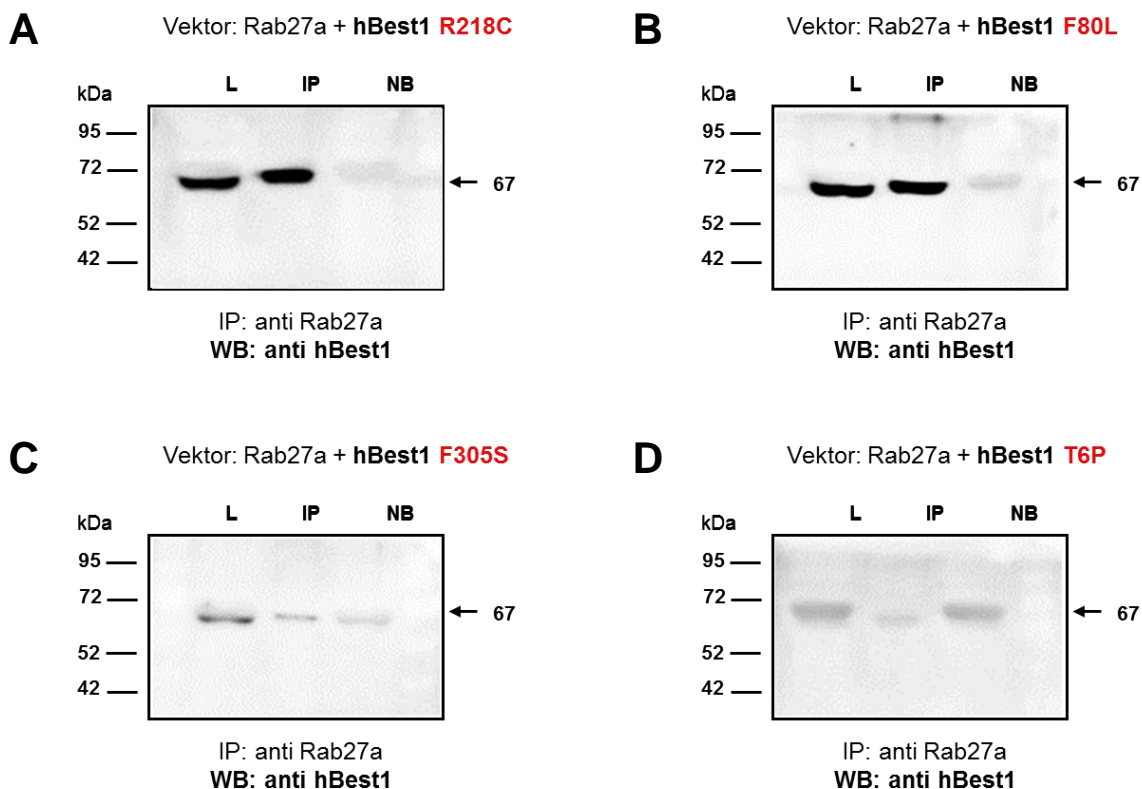 A
Vektor: Rab27a + hBest1 R218C
kDa
L IP NB
95
72
52
42
67
IP: anti Rab27a
WB: anti hBest1
B
Vektor: Rab27a + hBest1 F80L
kDa
L IP NB
95
72
52
42
67
IP: anti Rab27a
WB: anti hBest1
C
Vektor: Rab27a + hBest1 F305S
kDa
L IP NB
95
72
52
42
67
IP: anti Rab27a
WB: anti hBest1
D
Vektor: Rab27a + hBest1 T6P
kDa
L IP NB
95
72
52
42
67
IP: anti Rab27a
WB: anti hBest1